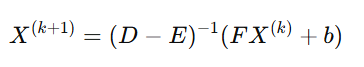 X^{(k+1)} = (D − E)^{−1}(FX^{(k)} + b)